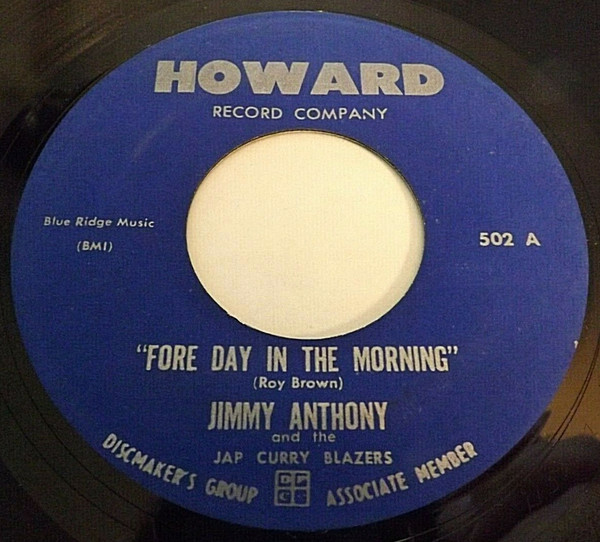 HOWARD
RECORD COMPANY
Blue Ridge Music
(BMI)
502 A
"FORE DAY IN THE MORNING"
(Roy Brown)
JIMMY ANTHONY
and the
JAP CURRY BLAZERS
DISCMAKER'S GROUP
ASSOCIATE MEMBER